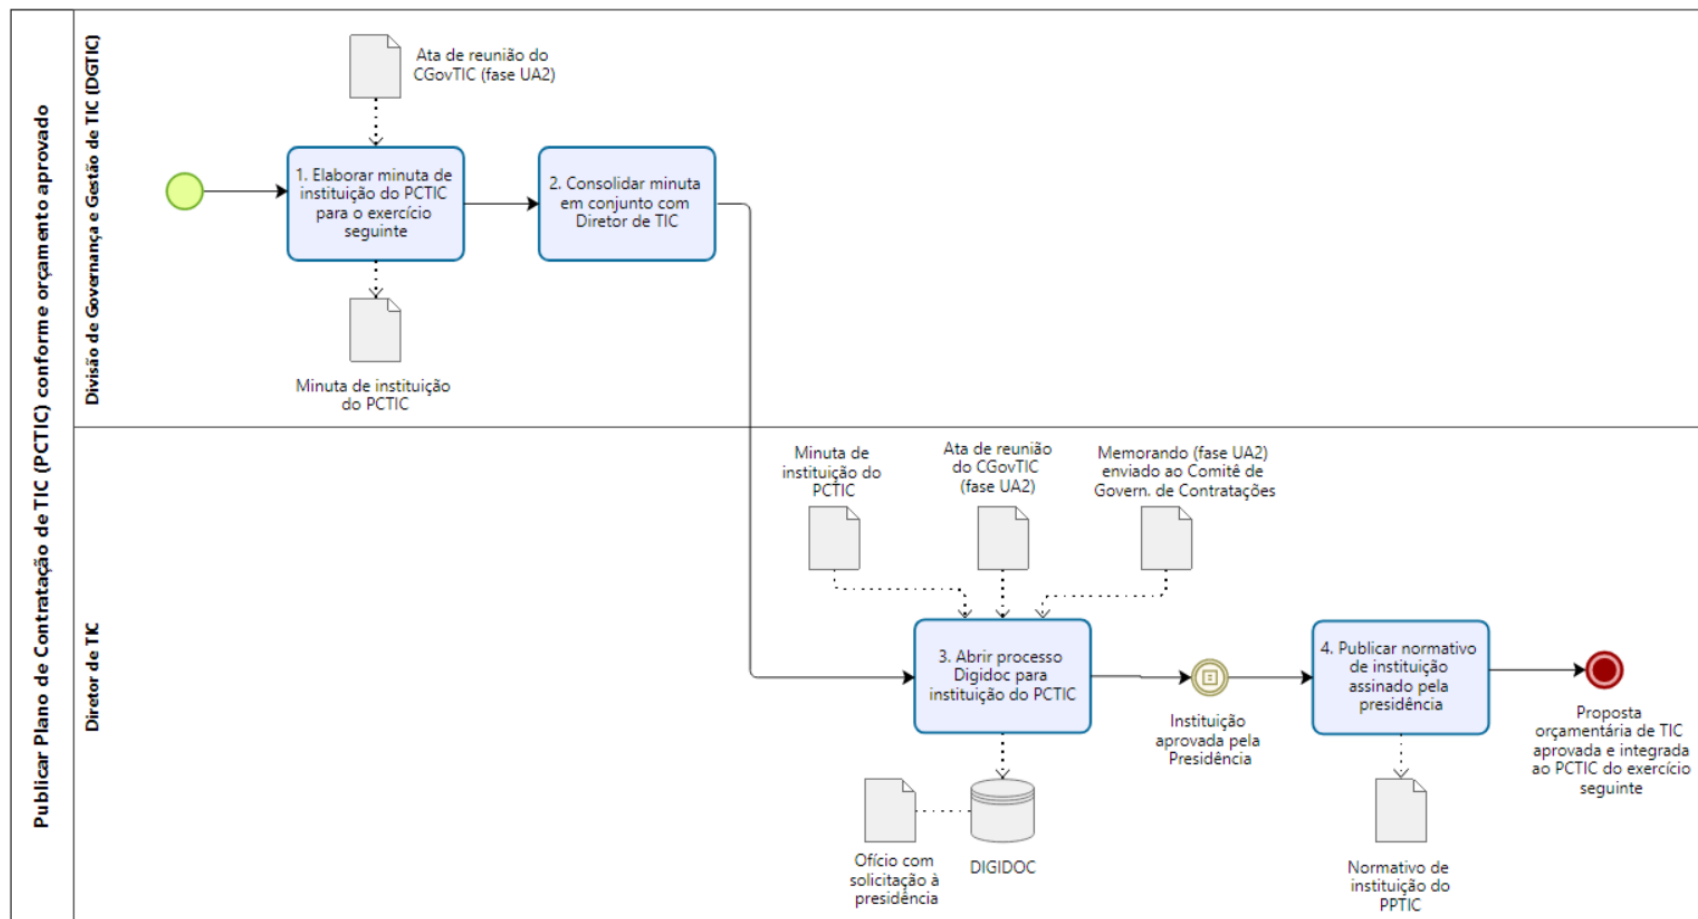 Publicar Plano de Contratação de TIC (PCTIC) conforme orçamento aprovado
Divisão de Governança e Gestão de TIC (DGTIC)
Ata de reunião do
CGovTIC (fase UA2)
1. Elaborar minuta de
instituição do PCTIC
para o exercício
seguinte
2. Consolidar minuta
em conjunto com
Diretor de TIC
Minuta de instituição
do PCTIC
Diretor de TIC
Minuta de
instituição do
PCTIC
Ata de reunião
do CGovTIC
(fase UA2)
Memorando (fase UA2)
enviado ao Comitê de
Govern. de Contratações
3. Abrir processo
Digidoc para
instituição do PCTIC
Instituição
aprovada pela
Presidência
4. Publicar normativo
de instituição
assinado pela
presidência
Proposta
orçamentária de TIC
aprovada e integrada
ao PCTIC do exercício
seguinte
Ofício com
solicitação à
presidência
DIGIDOC
Normativo de
instituição do
PPTIC